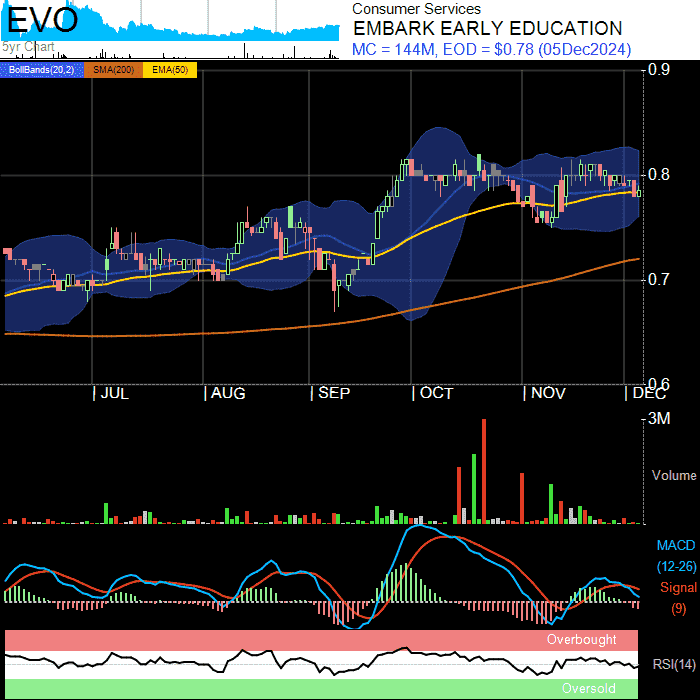 EVO
5yr Chart
Consumer Services
EMBARK EARLY EDUCATION
MC = 144M, EOD = $0.78 (05Dec2024)
BollBands(20,2) SMA(200) EMA(50)
0.9
0.8
0.7
0.6
| JUL | AUG | SEP | OCT | NOV | DEC
3M
Volume
MACD
(12-26)
Signal
(9)
Overbought
RSI(14)
Oversold